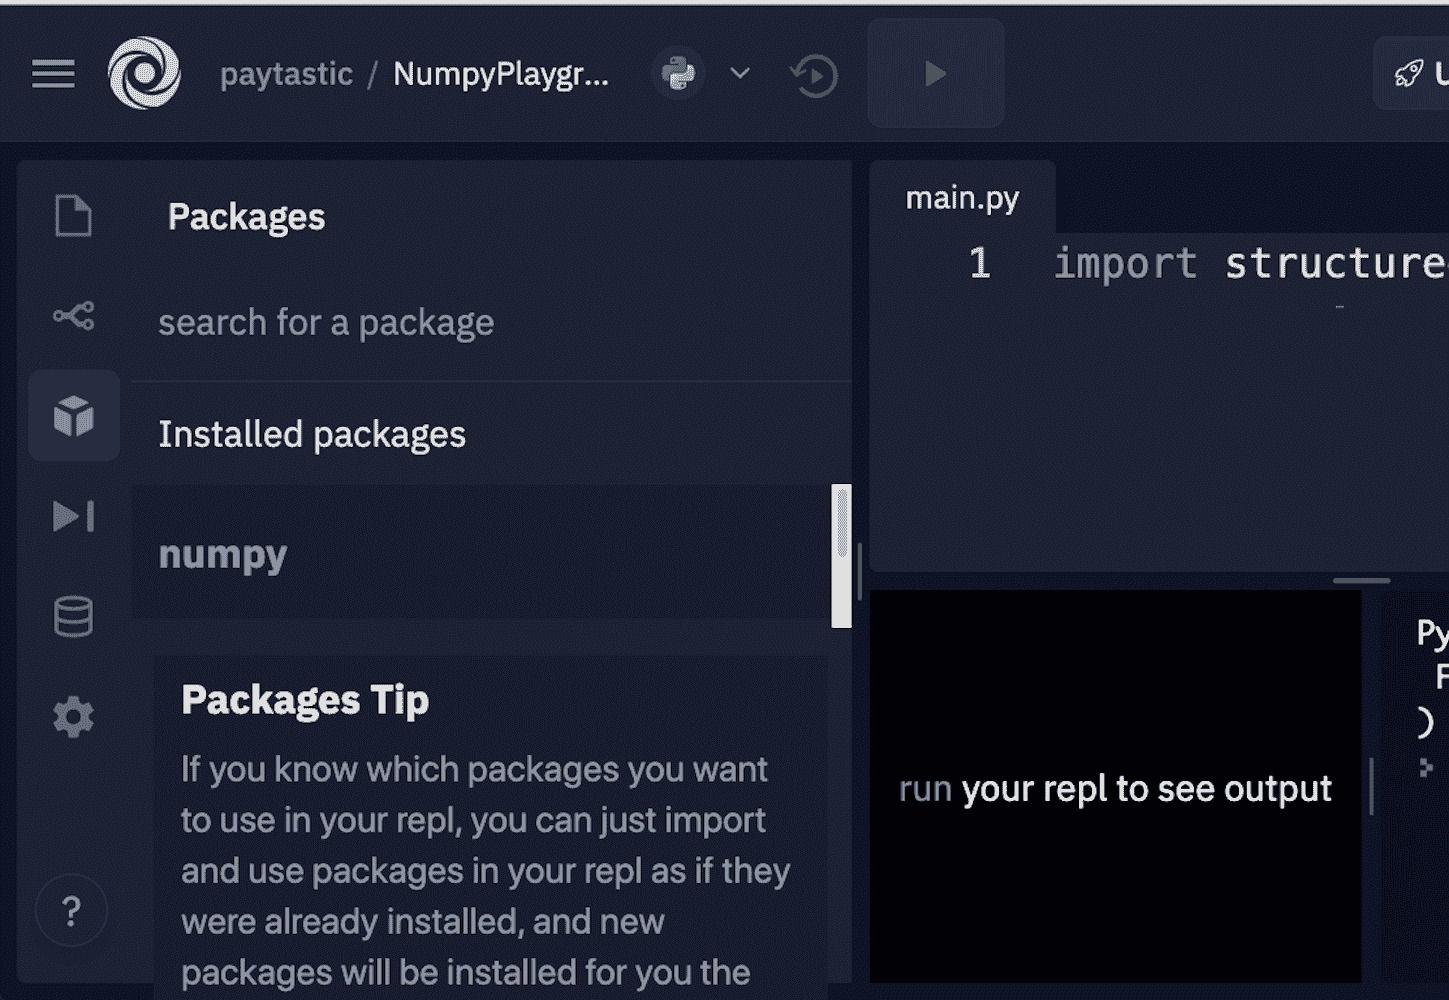 paytastic / NumpyPlaygr...
Packages
search for a package
Installed packages
numpy
Packages Tip
If you know which packages you want
to use in your repl, you can just import
and use packages in your repl as if they
were already installed, and new
packages will be installed for you the
?
main.py
1 import structure
run your repl to see output
Py
F
)